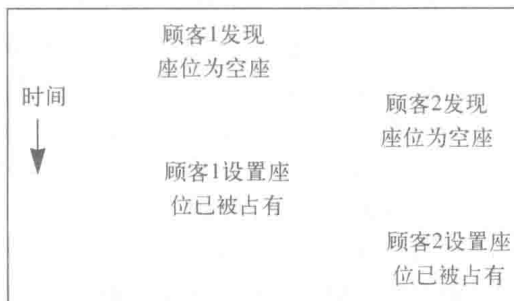 顾客1发现
座位为空座
时间
顾客2发现
座位为空座
顾客1设置座
位已被占有
顾客2设置座
位已被占有